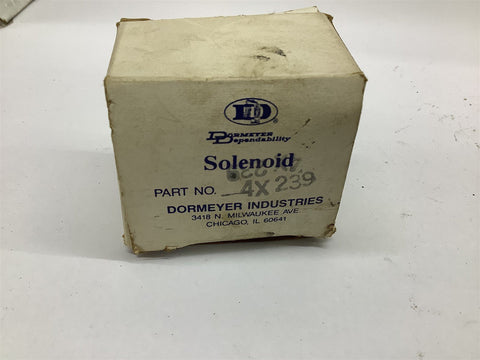 DD
DORMEYER
Dependability
Solenoid
PART NO. 4X 239
DORMEYER INDUSTRIES
3418 N. MILWAUKEE AVE
CHICAGO, IL 60641